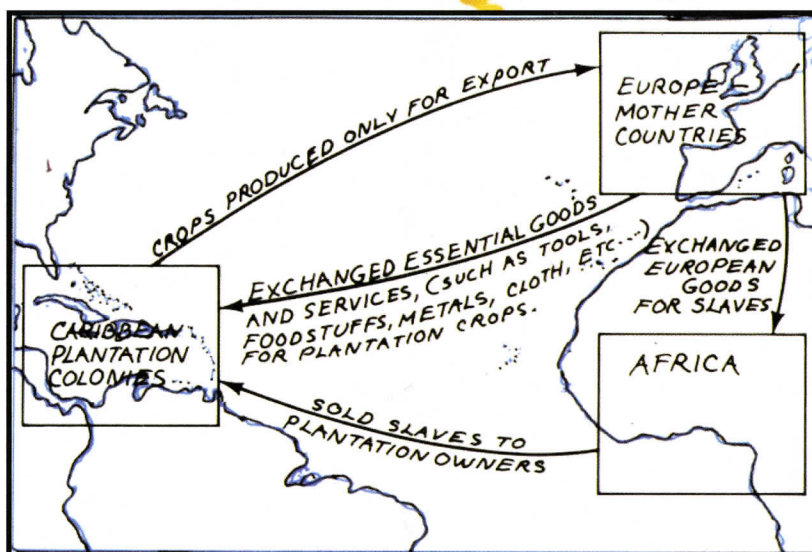 CROPS PRODUCED ONLY FOR EXPORT
EUROPE
MOTHER
COUNTRIES
EXCHANGED ESSENTIAL GOODS
AND SERVICES, (SUCH AS TOOLS,
FOODSTUFFS, METALS, CLOTH, ETC....)
FOR PLANTATION CROPS.
EXCHANGED
EUROPEAN
GOODS
FOR SLAVES
CARIBBEAN
PLANTATION
COLONIES
AFRICA
SOLD SLAVES TO
PLANTATION OWNERS